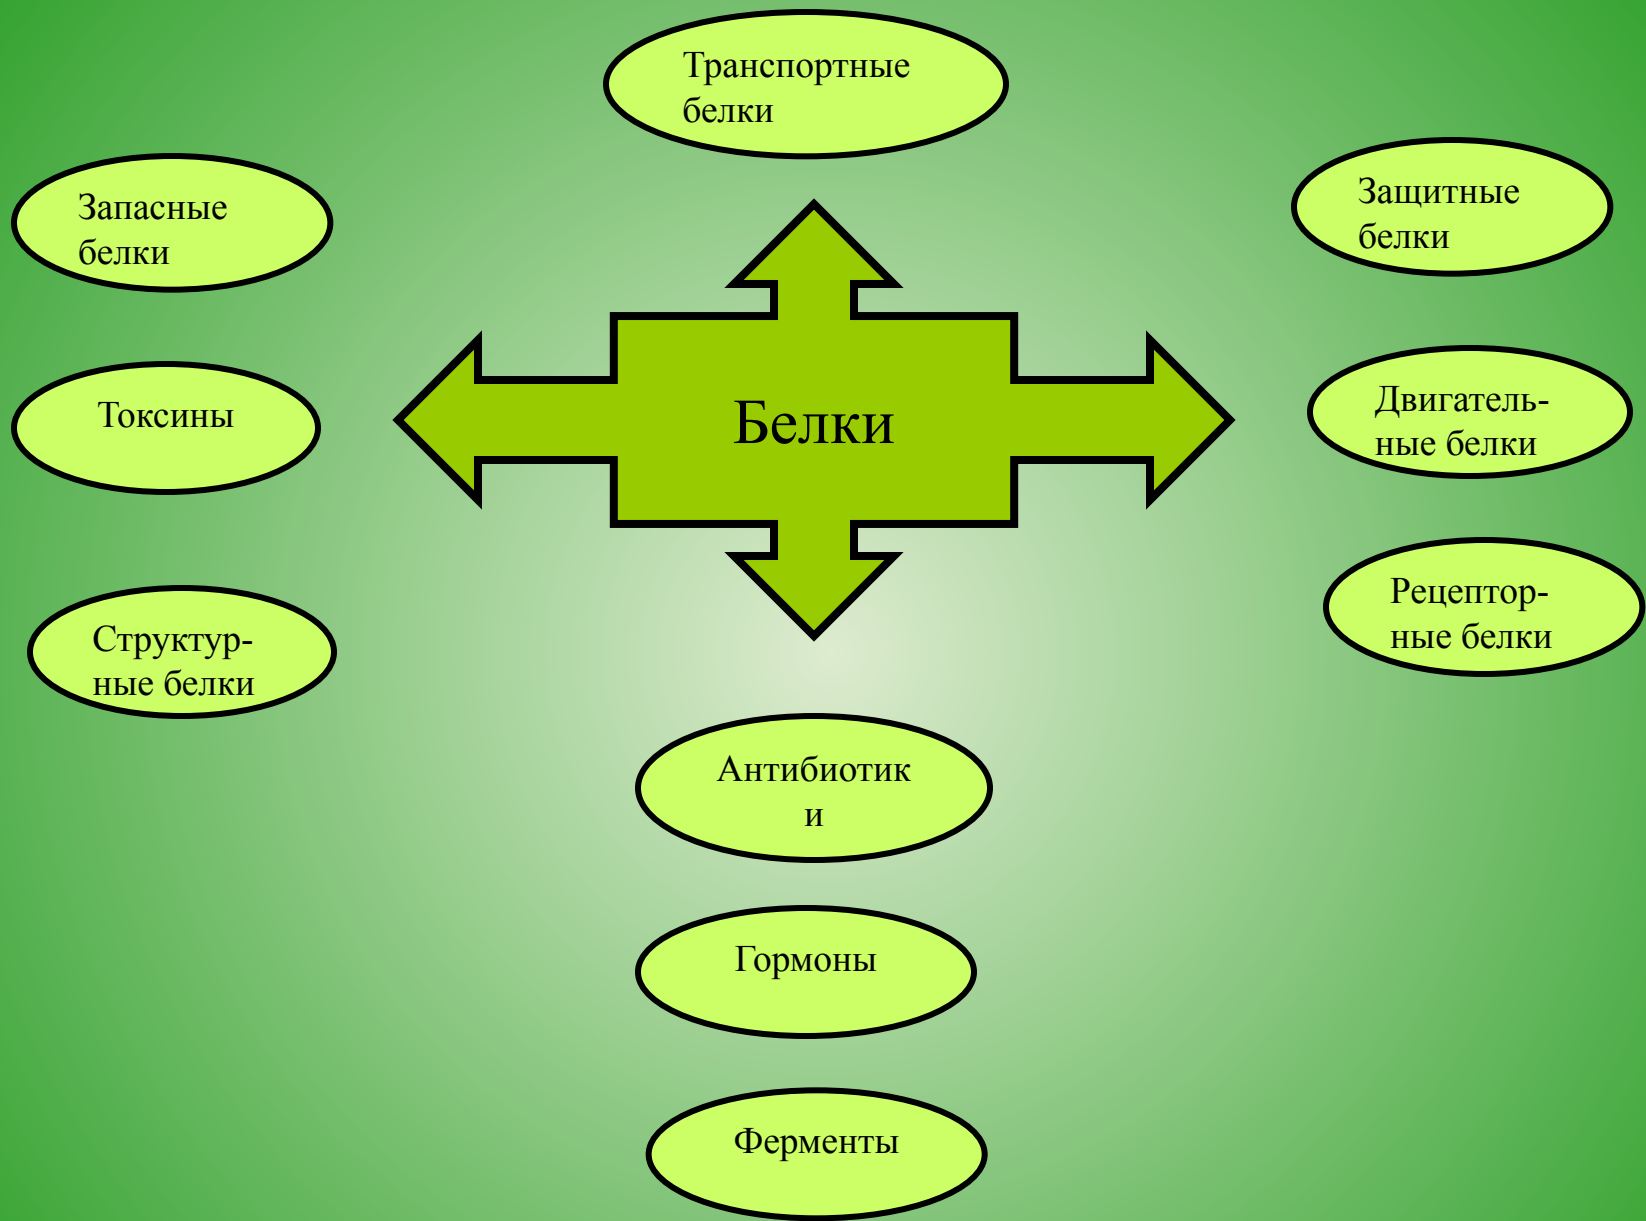 Транспортные
белки
Запасные
белки
Защитные
белки
Токсины
Белки
Двигатель-
ные белки
Структур-
ные белки
Рецептор-
ные белки
Антибиотик
и
Гормоны
Ферменты